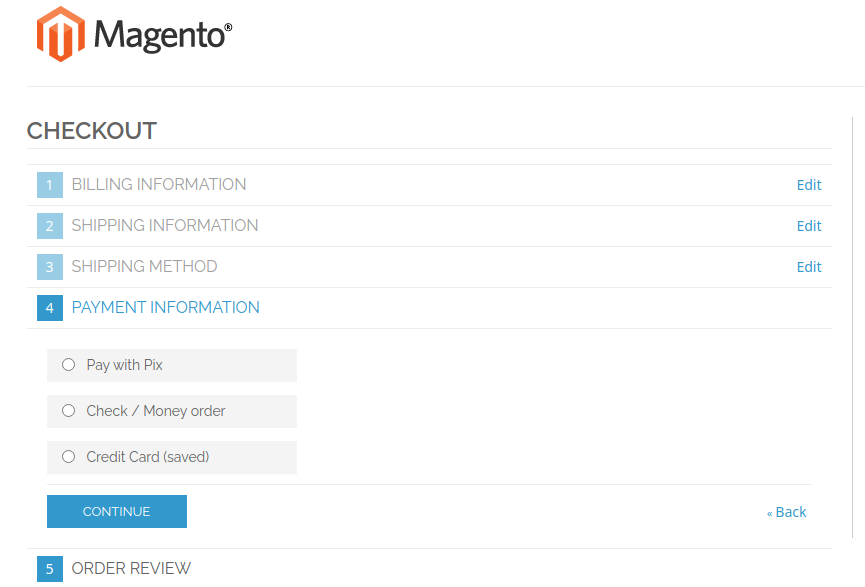 Magento®
CHECKOUT
1 BILLING INFORMATION Edit
2 SHIPPING INFORMATION Edit
3 SHIPPING METHOD Edit
4 PAYMENT INFORMATION
Pay with Pix
Check / Money order
Credit Card (saved)
CONTINUE « Back
5 ORDER REVIEW